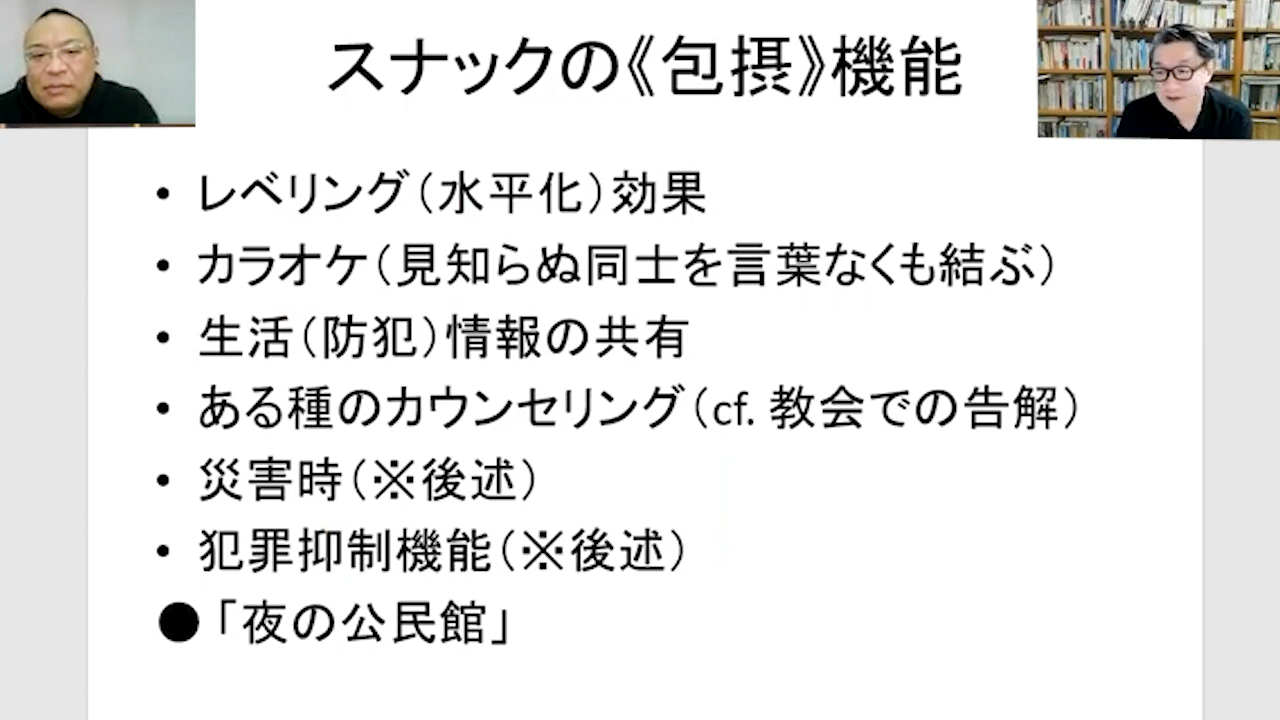 スナックの《包摂》機能
• レベリング（水平化）効果
• カラオケ（見知らぬ同士を言葉なくも結ぶ）
• 生活（防犯）情報の共有
• ある種のカウンセリング（cf. 教会での告解）
• 災害時（※後述）
• 犯罪抑制機能（※後述）
●「夜の公民館」